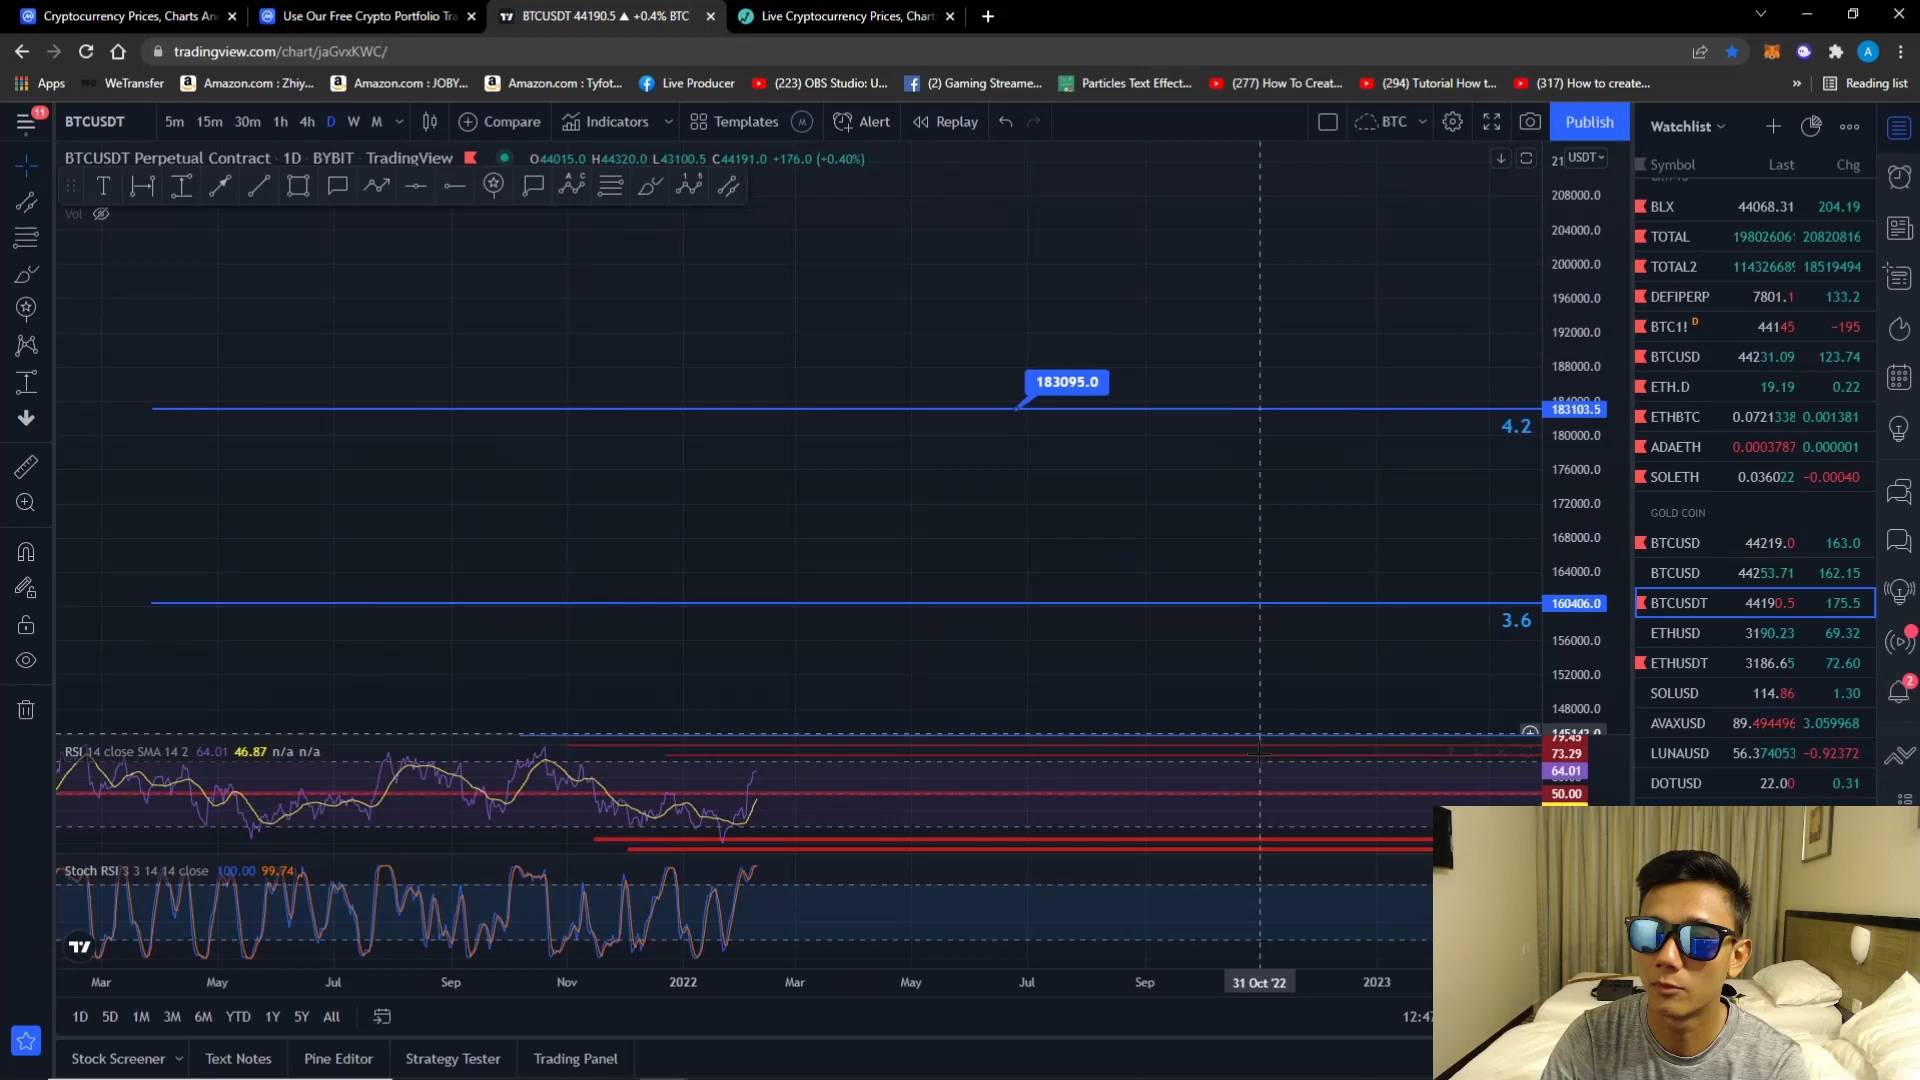 Cryptocurrency Prices, Charts An
Use Our Free Crypto Portfolio Tra
BTCUSDT 44190.5 ▲ +0.4% BTC
Live Cryptocurrency Prices, Chart
tradingview.com/chart/jaGvxKWC/
A
Apps
WeTransfer
Amazon.com : Zhiy...
Amazon.com : JOBY...
Amazon.com : Tyfot...
Live Producer
(223) OBS Studio: U...
(2) Gaming Streame...
Particles Text Effect...
(277) How To Creat...
(294) Tutorial How t...
(317) How to create...
»
Reading list
11
BTCUSDT
5m 15m 30m 1h 4h D W M
Compare
Indicators
Templates
M
Alert
Replay
BTC
Publish
BTCUSDT Perpetual Contract · 1D · BYBIT · TradingView
O44015.0 H44320.0 L43100.5 C44191.0 +176.0 (+0.40%)
Vol
USDT
208000.0
204000.0
200000.0
196000.0
192000.0
188000.0
183103.5
180000.0
176000.0
172000.0
168000.0
164000.0
160406.0
156000.0
152000.0
148000.0
183095.0
4.2
3.6
RSI 14 close SMA 14 2 64.01 46.87 n/a n/a
79.45
73.29
64.01
50.00
Stoch RSI 3 3 14 14 close 100.00 99.74
Mar May Jul Sep Nov 2022 Mar May Jul Sep 31 Oct '22 2023
1D 5D 1M 3M 6M YTD 1Y 5Y All
12:47
Stock Screener
Text Notes
Pine Editor
Strategy Tester
Trading Panel
Watchlist
Symbol Last Chg
BLX 44068.31 204.19
TOTAL 198026061 20820816
TOTAL2 114326689 18519494
DEFIPERP 7801.1 133.2
BTC1! D 44145 −195
BTCUSD 44231.09 123.74
ETH.D 19.19 0.22
ETHBTC 0.0721338 0.001381
ADAETH 0.0003787 0.000001
SOLETH 0.036022 −0.00040
GOLD COIN
BTCUSD 44219.0 163.0
BTCUSD 44253.71 162.15
BTCUSDT 44190.5 175.5
ETHUSD 3190.23 69.32
ETHUSDT 3186.65 72.60
SOLUSD 114.86 1.30
AVAXUSD 89.494496 3.059968
LUNAUSD 56.374053 −0.92372
DOTUSD 22.00 0.31
2